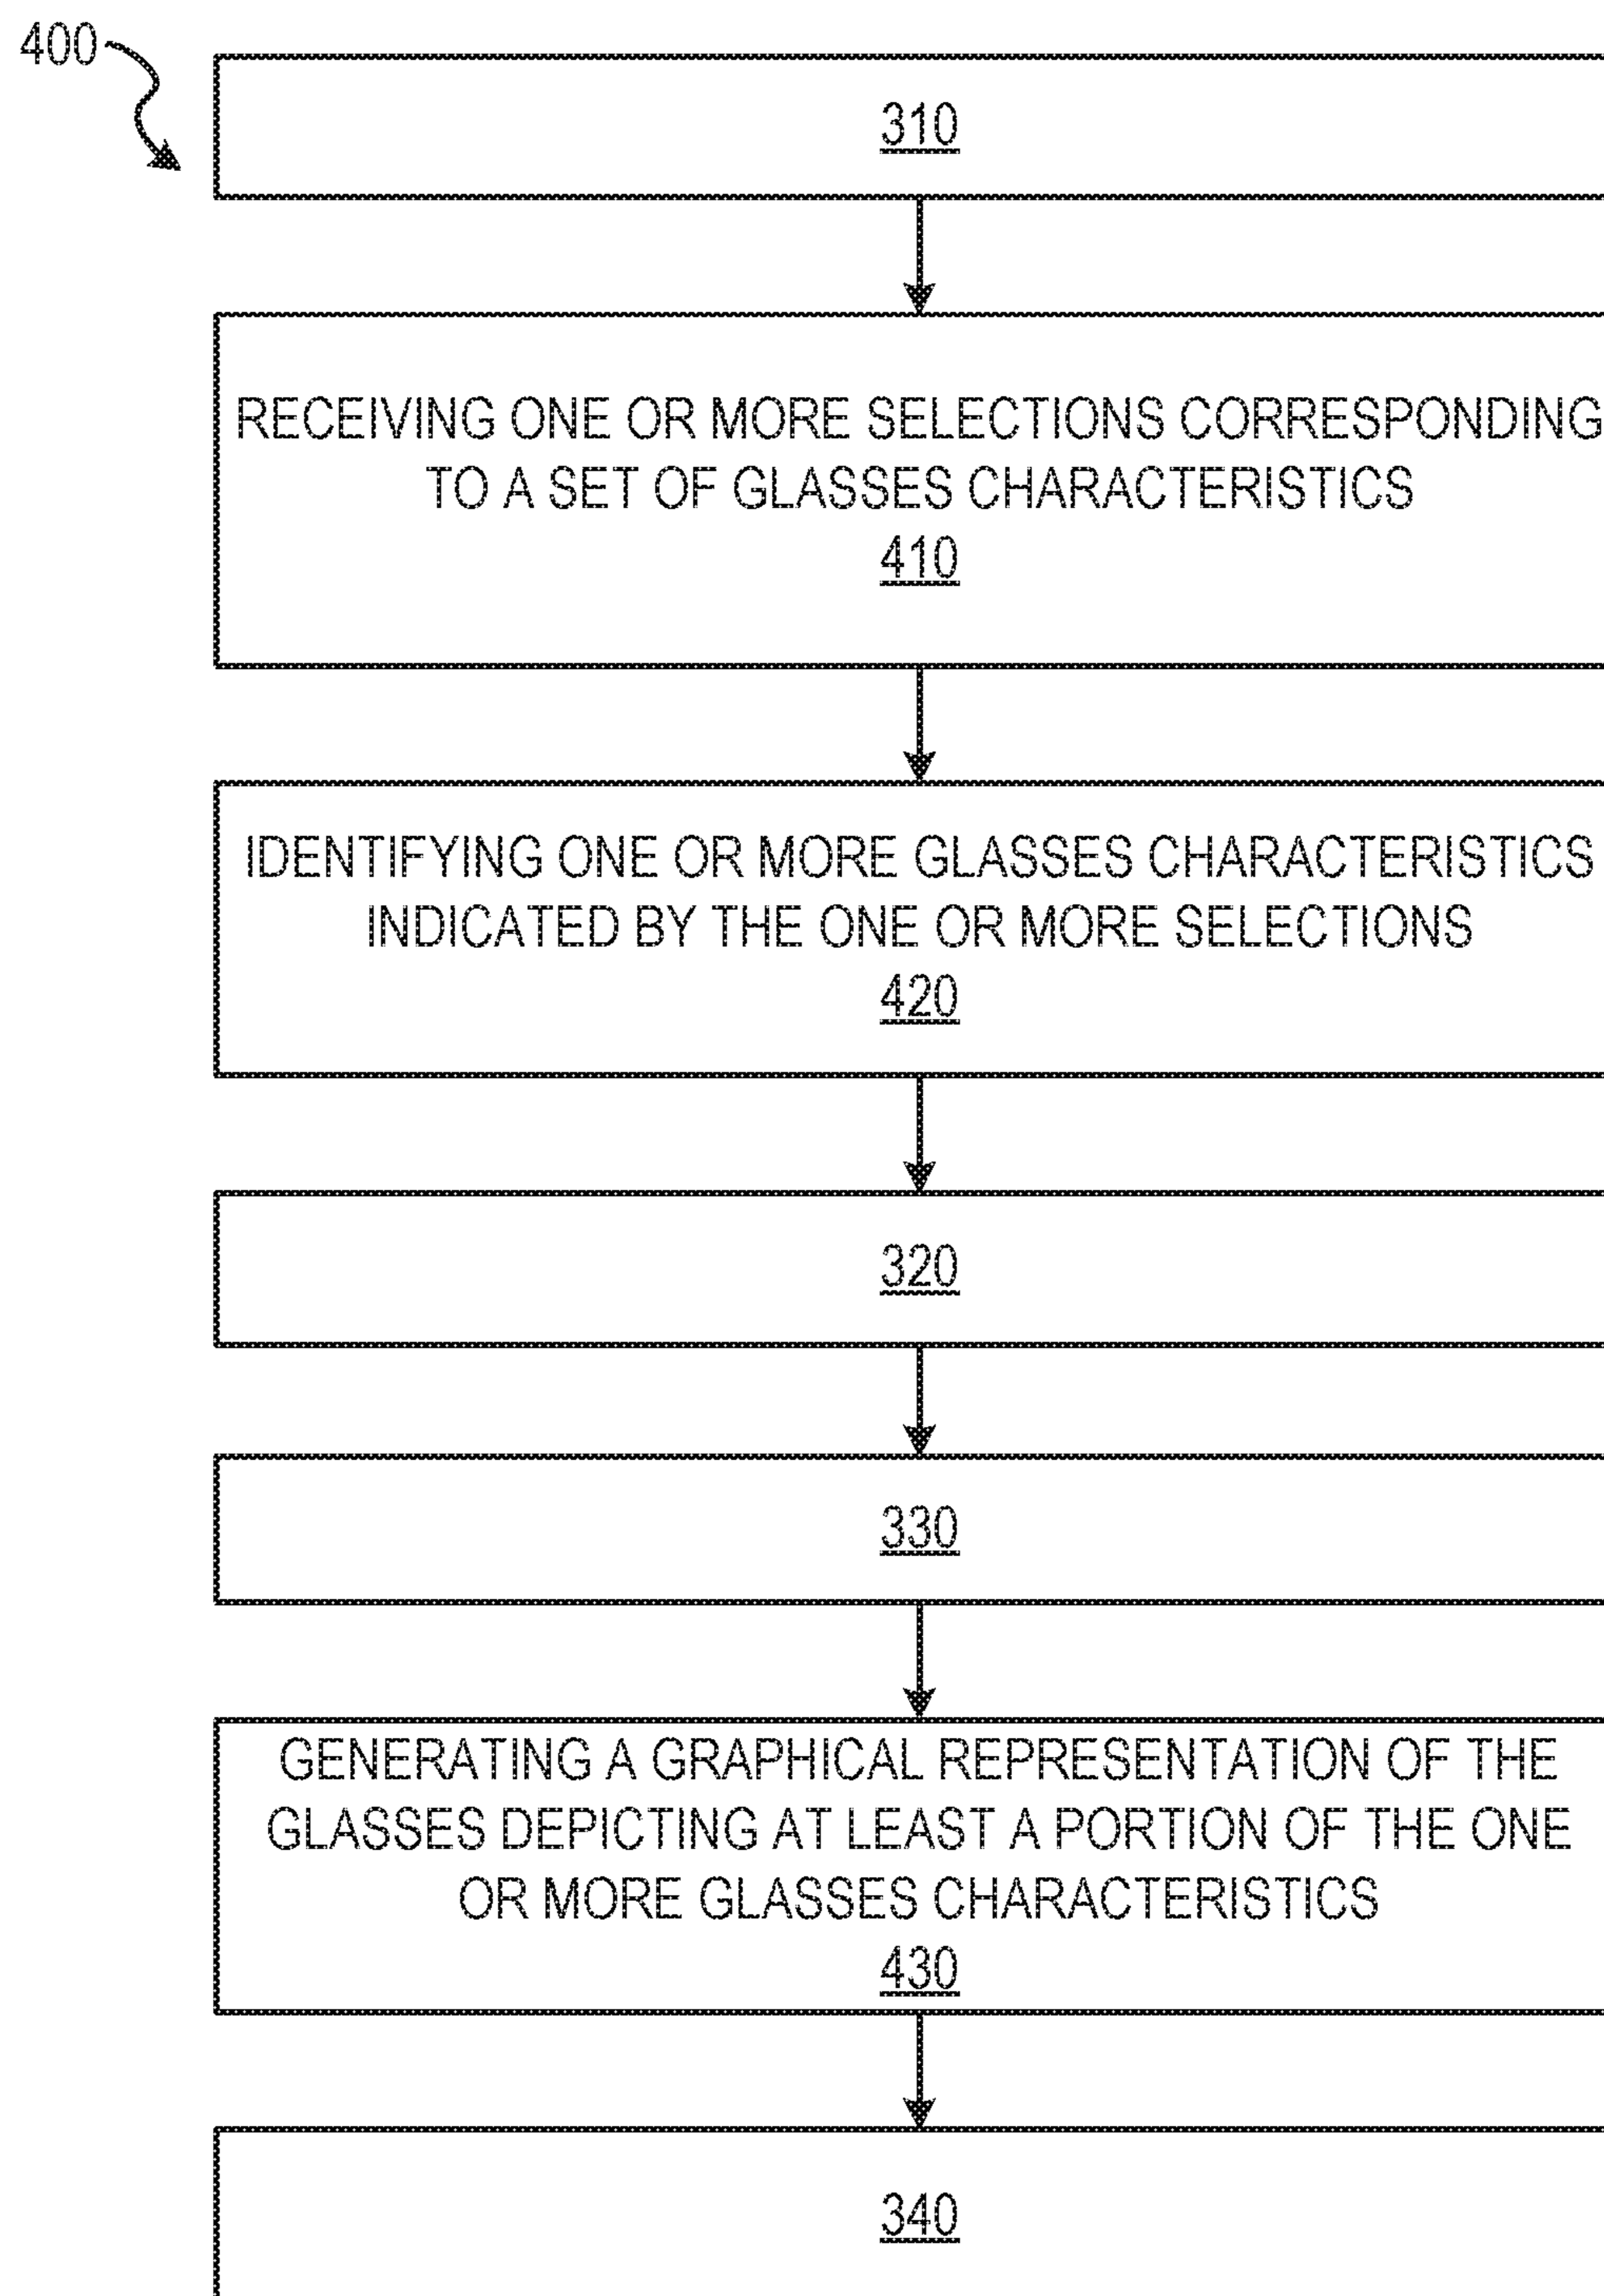 400
310
RECEIVING ONE OR MORE SELECTIONS CORRESPONDING
TO A SET OF GLASSES CHARACTERISTICS
410
IDENTIFYING ONE OR MORE GLASSES CHARACTERISTICS
INDICATED BY THE ONE OR MORE SELECTIONS
420
320
330
GENERATING A GRAPHICAL REPRESENTATION OF THE
GLASSES DEPICTING AT LEAST A PORTION OF THE ONE
OR MORE GLASSES CHARACTERISTICS
430
340